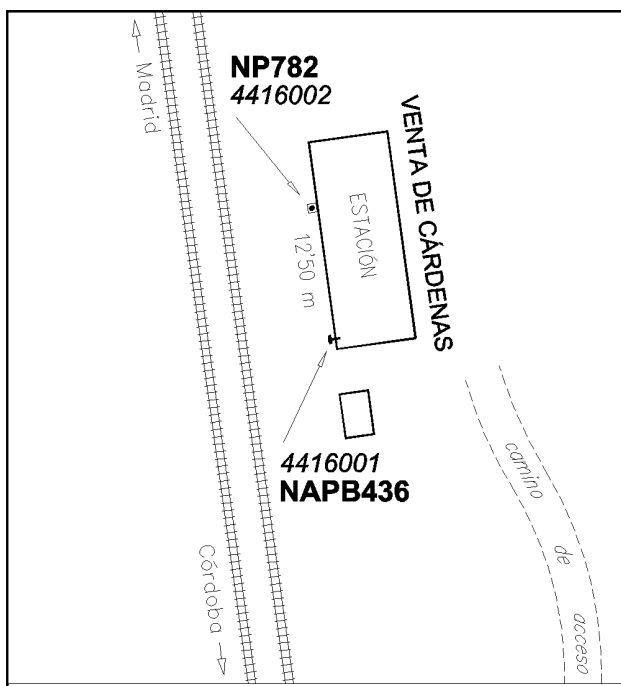 Madrid
NP782
4416002
VENTA DE CÁRDENAS
ESTACIÓN
12'50 m
4416001
NAPB436
Córdoba
camino
de
acceso